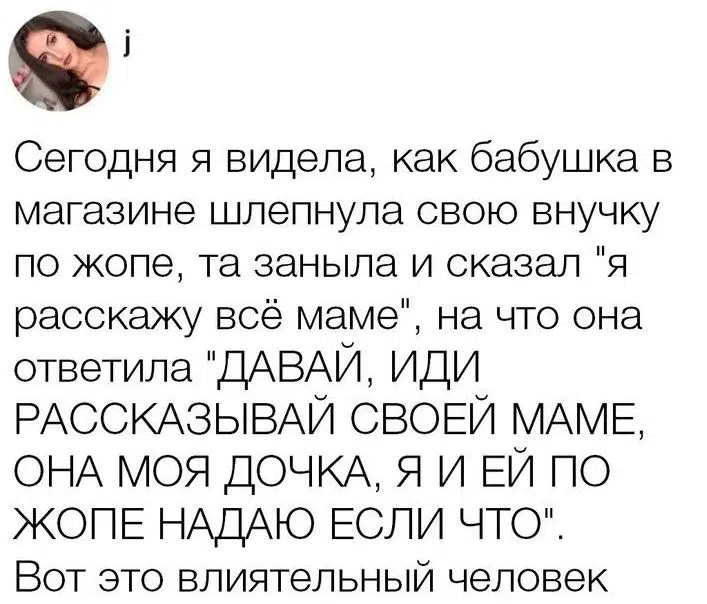 j
Сегодня я видела, как бабушка в
магазине шлепнула свою внучку
по жопе, та заныла и сказал "я
расскажу всё маме", на что она
ответила "ДАВАЙ, ИДИ
РАССКАЗЫВАЙ СВОЕЙ МАМЕ,
ОНА МОЯ ДОЧКА, Я И ЕЙ ПО
ЖОПЕ НАДАЮ ЕСЛИ ЧТО".
Вот это влиятельный человек